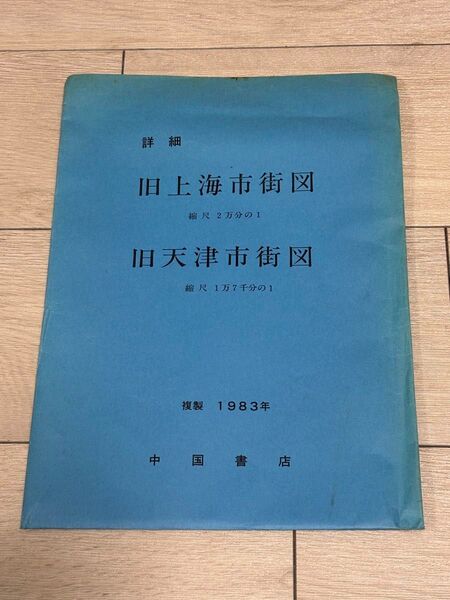 詳細
旧上海市街図
縮尺 2万分の1
旧天津市街図
縮尺 1万7千分の1
複製 1983年
中国書店